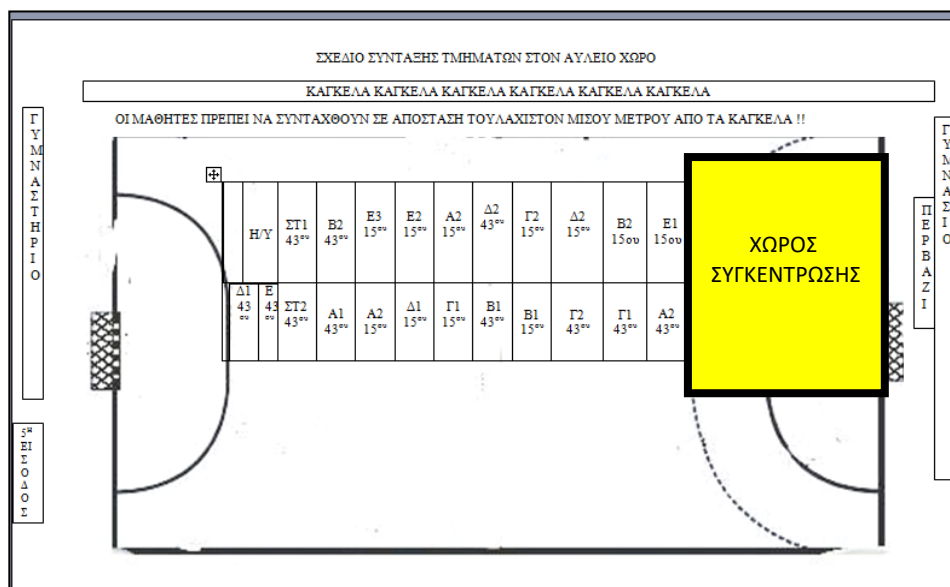 ΣΧΕΔΙΟ ΣΥΝΤΑΞΗΣ ΤΜΗΜΑΤΩΝ ΣΤΟΝ ΑΥΛΕΙΟ ΧΩΡΟ
ΚΑΓΚΕΛΑ ΚΑΓΚΕΛΑ ΚΑΓΚΕΛΑ ΚΑΓΚΕΛΑ ΚΑΓΚΕΛΑ ΚΑΓΚΕΛΑ
ΟΙ ΜΑΘΗΤΕΣ ΠΡΕΠΕΙ ΝΑ ΣΥΝΤΑΧΘΟΥΝ ΣΕ ΑΠΟΣΤΑΣΗ ΤΟΥΛΑΧΙΣΤΟΝ ΜΙΣΟΥ ΜΕΤΡΟΥ ΑΠΟ ΤΑ ΚΑΓΚΕΛΑ !!
ΓΥΜΝΑΣΤΗΡΙΟ
5Η ΕΙΣΟΔΟΣ
Η/Υ ΣΤ1 Β2 Ε3 Ε2 Α2 Δ2 Γ2 Δ2 Β2 Ε1
43ου 43ου 15ου 15ου 15ου 43ου 15ου 15ου 15ου 15ου
Δ1 Ε ΣΤ2 Α1 Α2 Δ1 Γ1 Β1 Β1 Γ2 Γ1 Α2
43ου 43ου 43ου 43ου 15ου 15ου 15ου 43ου 15ου 43ου 43ου 43ου
ΧΩΡΟΣ
ΣΥΓΚΕΝΤΡΩΣΗΣ
ΠΕΡΒΑΖΙ
ΓΥΜΝΑΣΙΟ